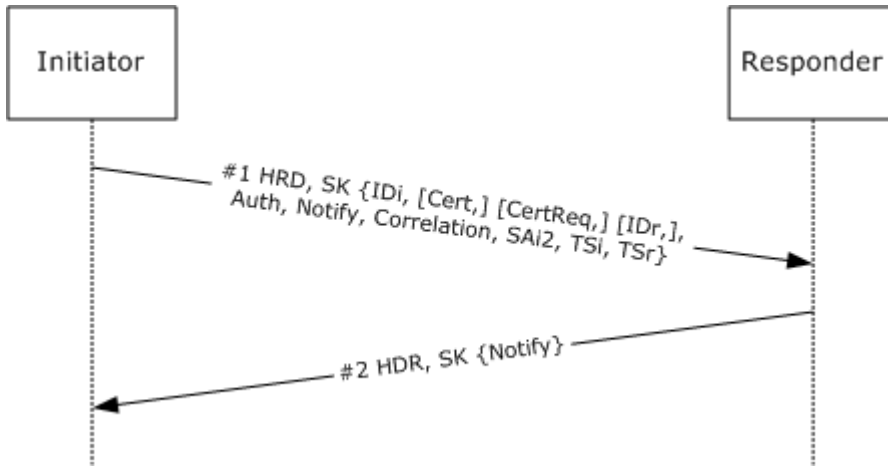 Initiator
Responder
#1 HRD, SK {IDi, [Cert,] [CertReq,] [IDr,],
Auth, Notify, Correlation, SAi2, TSi, TSr}
#2 HDR, SK {Notify}